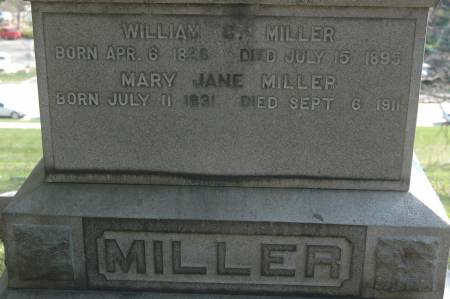 WILLIAM C. MILLER
BORN APR. 6 1846 DIED JULY 15 1895
MARY JANE MILLER
BORN JULY 11 1831 DIED SEPT 6 1911
MILLER